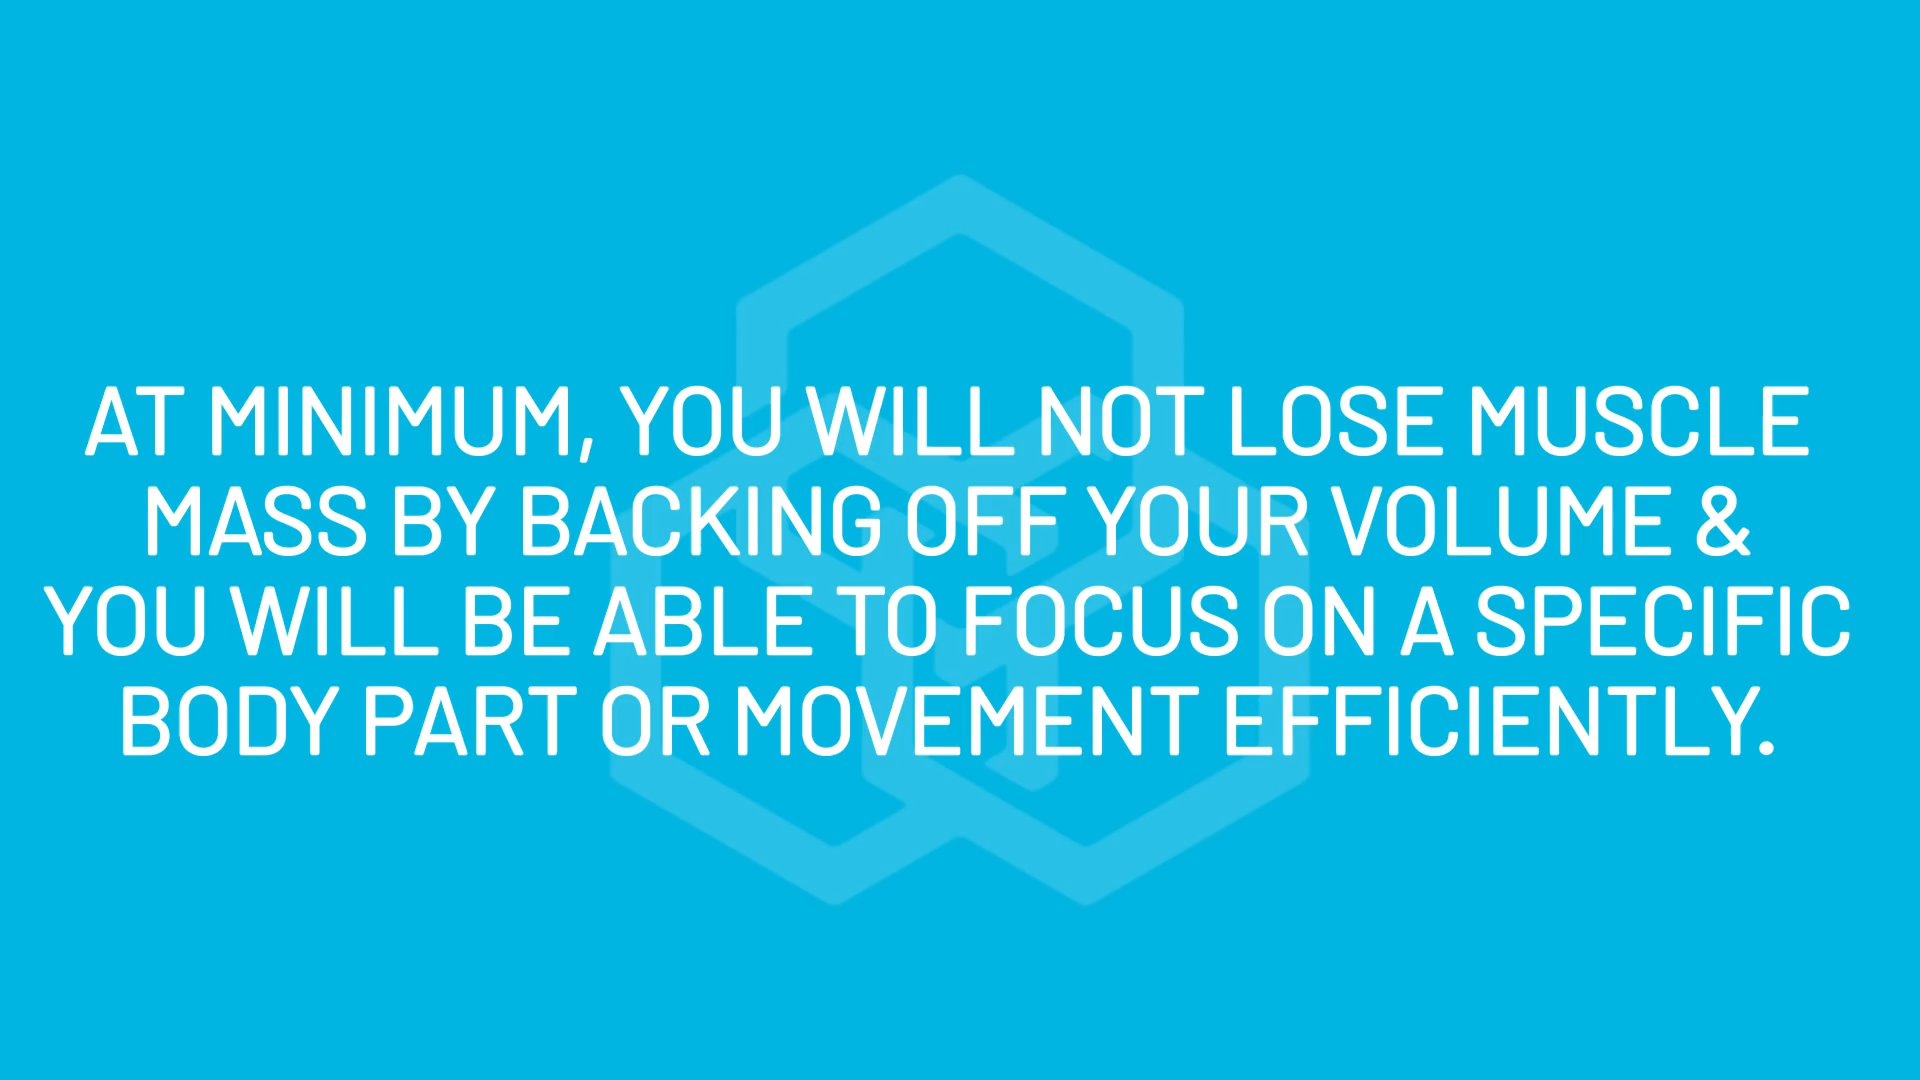 AT MINIMUM, YOU WILL NOT LOSE MUSCLE
MASS BY BACKING OFF YOUR VOLUME &
YOU WILL BE ABLE TO FOCUS ON A SPECIFIC
BODY PART OR MOVEMENT EFFICIENTLY.